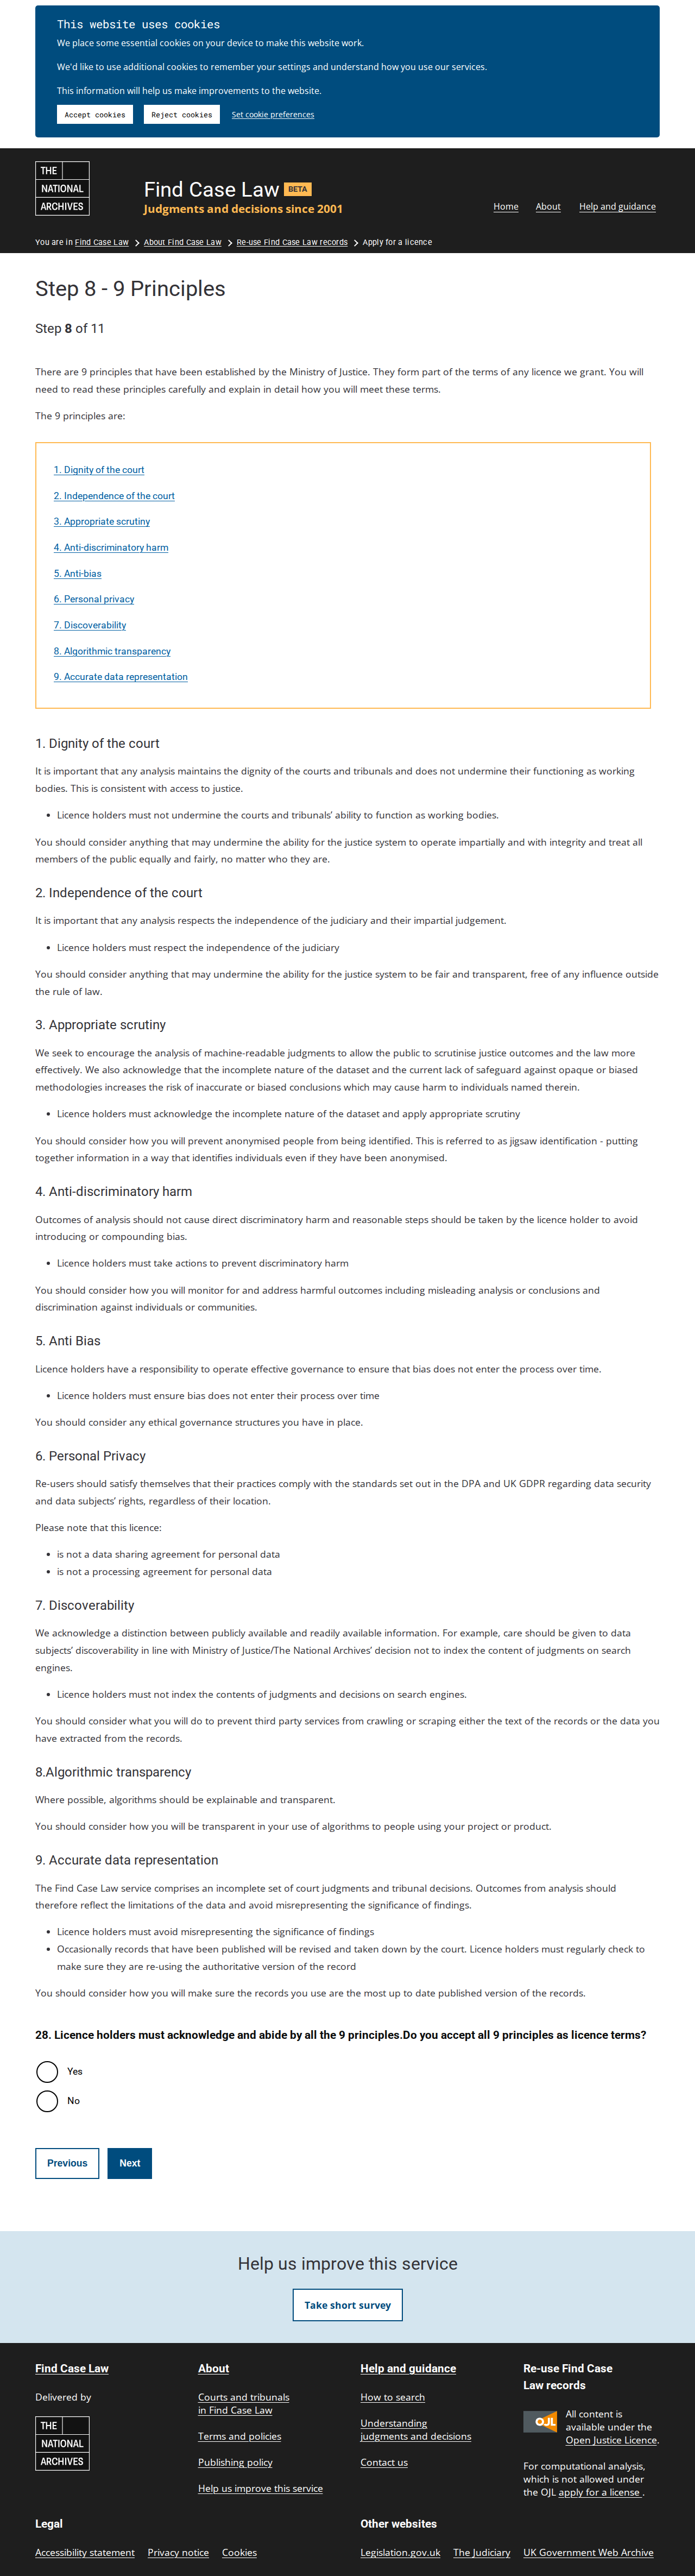 This website uses cookies
We place some essential cookies on your device to make this website work.
We'd like to use additional cookies to remember your settings and understand how you use our services.
This information will help us make improvements to the website.
Accept cookies
Reject cookies
Set cookie preferences
THE
NATIONAL
ARCHIVES
Find Case Law BETA
Judgments and decisions since 2001
Home
About
Help and guidance
You are in Find Case Law
About Find Case Law
Re-use Find Case Law records
Apply for a licence
Step 8 - 9 Principles
Step 8 of 11
There are 9 principles that have been established by the Ministry of Justice. They form part of the terms of any licence we grant. You will
need to read these principles carefully and explain in detail how you will meet these terms.
The 9 principles are:
1. Dignity of the court
2. Independence of the court
3. Appropriate scrutiny
4. Anti-discriminatory harm
5. Anti-bias
6. Personal privacy
7. Discoverability
8. Algorithmic transparency
9. Accurate data representation
1. Dignity of the court
It is important that any analysis maintains the dignity of the courts and tribunals and does not undermine their functioning as working
bodies. This is consistent with access to justice.
• Licence holders must not undermine the courts and tribunals’ ability to function as working bodies.
You should consider anything that may undermine the ability for the justice system to operate impartially and with integrity and treat all
members of the public equally and fairly, no matter who they are.
2. Independence of the court
It is important that any analysis respects the independence of the judiciary and their impartial judgement.
• Licence holders must respect the independence of the judiciary
You should consider anything that may undermine the ability for the justice system to be fair and transparent, free of any influence outside
the rule of law.
3. Appropriate scrutiny
We seek to encourage the analysis of machine-readable judgments to allow the public to scrutinise justice outcomes and the law more
effectively. We also acknowledge that the incomplete nature of the dataset and the current lack of safeguard against opaque or biased
methodologies increases the risk of inaccurate or biased conclusions which may cause harm to individuals named therein.
• Licence holders must acknowledge the incomplete nature of the dataset and apply appropriate scrutiny
You should consider how you will prevent anonymised people from being identified. This is referred to as jigsaw identification - putting
together information in a way that identifies individuals even if they have been anonymised.
4. Anti-discriminatory harm
Outcomes of analysis should not cause direct discriminatory harm and reasonable steps should be taken by the licence holder to avoid
introducing or compounding bias.
• Licence holders must take actions to prevent discriminatory harm
You should consider how you will monitor for and address harmful outcomes including misleading analysis or conclusions and
discrimination against individuals or communities.
5. Anti Bias
Licence holders have a responsibility to operate effective governance to ensure that bias does not enter the process over time.
• Licence holders must ensure bias does not enter their process over time
You should consider any ethical governance structures you have in place.
6. Personal Privacy
Re-users should satisfy themselves that their practices comply with the standards set out in the DPA and UK GDPR regarding data security
and data subjects’ rights, regardless of their location.
Please note that this licence:
• is not a data sharing agreement for personal data
• is not a processing agreement for personal data
7. Discoverability
We acknowledge a distinction between publicly available and readily available information. For example, care should be given to data
subjects’ discoverability in line with Ministry of Justice/The National Archives’ decision not to index the content of judgments on search
engines.
• Licence holders must not index the contents of judgments and decisions on search engines.
You should consider what you will do to prevent third party services from crawling or scraping either the text of the records or the data you
have extracted from the records.
8.Algorithmic transparency
Where possible, algorithms should be explainable and transparent.
You should consider how you will be transparent in your use of algorithms to people using your project or product.
9. Accurate data representation
The Find Case Law service comprises an incomplete set of court judgments and tribunal decisions. Outcomes from analysis should
therefore reflect the limitations of the data and avoid misrepresenting the significance of findings.
• Licence holders must avoid misrepresenting the significance of findings
• Occasionally records that have been published will be revised and taken down by the court. Licence holders must regularly check to
make sure they are re-using the authoritative version of the record
You should consider how you will make sure the records you use are the most up to date published version of the records.
28. Licence holders must acknowledge and abide by all the 9 principles.Do you accept all 9 principles as licence terms?
Yes
No
Previous
Next
Help us improve this service
Take short survey
Find Case Law
Delivered by
THE
NATIONAL
ARCHIVES
About
Courts and tribunals
in Find Case Law
Terms and policies
Publishing policy
Help us improve this service
Help and guidance
How to search
Understanding
judgments and decisions
Contact us
Re-use Find Case
Law records
OJL
All content is
available under the
Open Justice Licence.
For computational analysis,
which is not allowed under
the OJL apply for a license .
Legal
Accessibility statement
Privacy notice
Cookies
Other websites
Legislation.gov.uk
The Judiciary
UK Government Web Archive